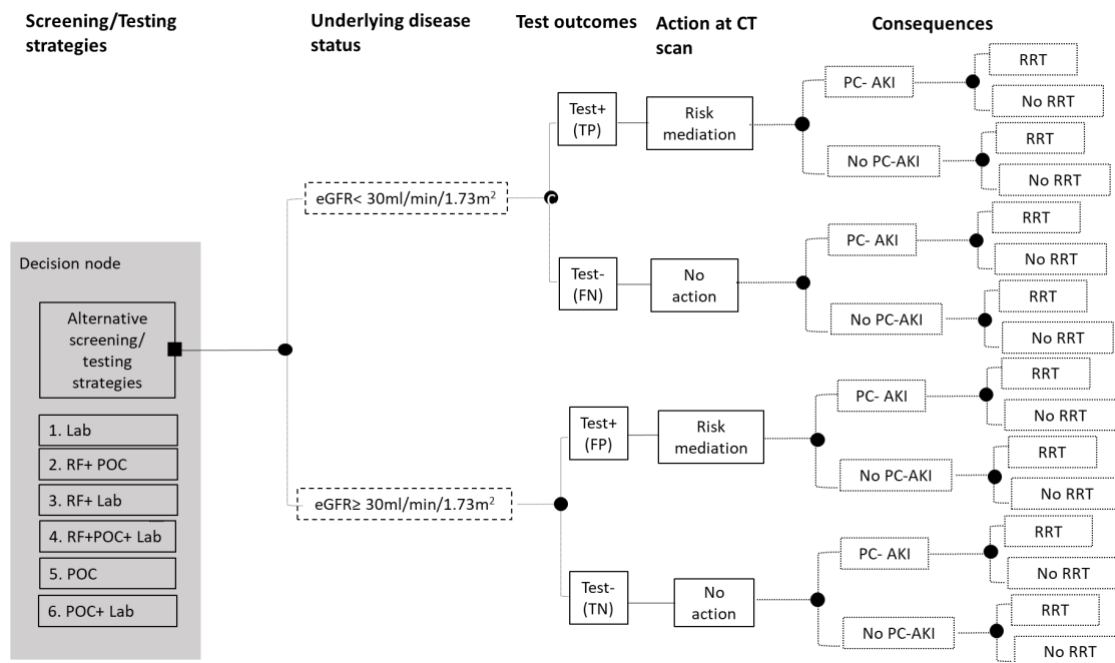 Screening/Testing
strategies
Underlying disease
status
Test outcomes
Action at CT
scan
Consequences
Decision node
Alternative
screening/
testing
strategies
1. Lab
2. RF+ POC
3. RF+ Lab
4. RF+POC+ Lab
5. POC
6. POC+ Lab
eGFR< 30ml/min/1.73m²
eGFR≥ 30ml/min/1.73m²
Test+
(TP)
Risk
mediation
PC- AKI
RRT
No RRT
No PC-AKI
RRT
No RRT
Test-
(FN)
No
action
PC- AKI
RRT
No RRT
No PC-AKI
RRT
No RRT
Test+
(FP)
Risk
mediation
PC- AKI
RRT
No RRT
No PC-AKI
RRT
No RRT
Test-
(TN)
No
action
PC- AKI
RRT
No RRT
No PC-AKI
RRT
No RRT